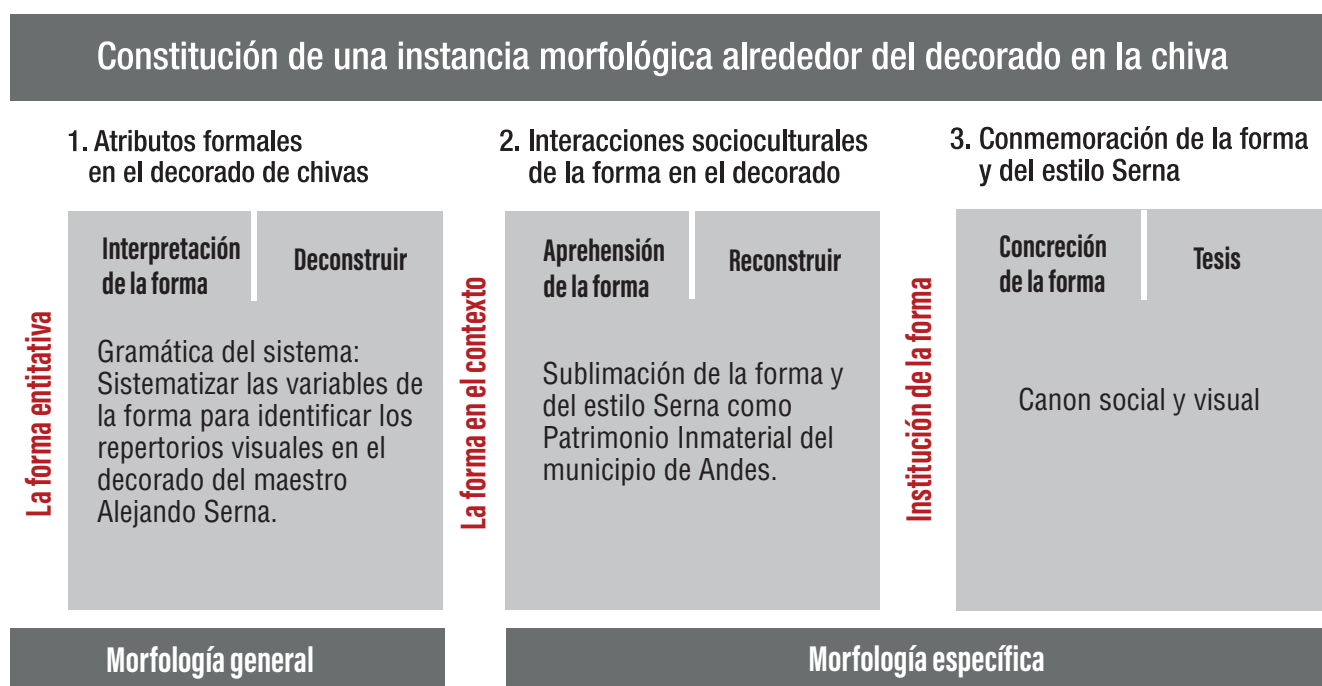 Constitución de una instancia morfológica alrededor del decorado en la chiva
1. Atributos formales
en el decorado de chivas
La forma entitativa
Interpretación
de la forma
Deconstruir
Gramática del sistema:
Sistematizar las variables de
la forma para identificar los
repertorios visuales en el
decorado del maestro
Alejando Serna.
2. Interacciones socioculturales
de la forma en el decorado
La forma en el contexto
Aprehensión
de la forma
Reconstruir
Sublimación de la forma y
del estilo Serna como
Patrimonio Inmaterial del
municipio de Andes.
3. Conmemoración de la forma
y del estilo Serna
Institución de la forma
Concreción
de la forma
Tesis
Canon social y visual
Morfología general
Morfología específica